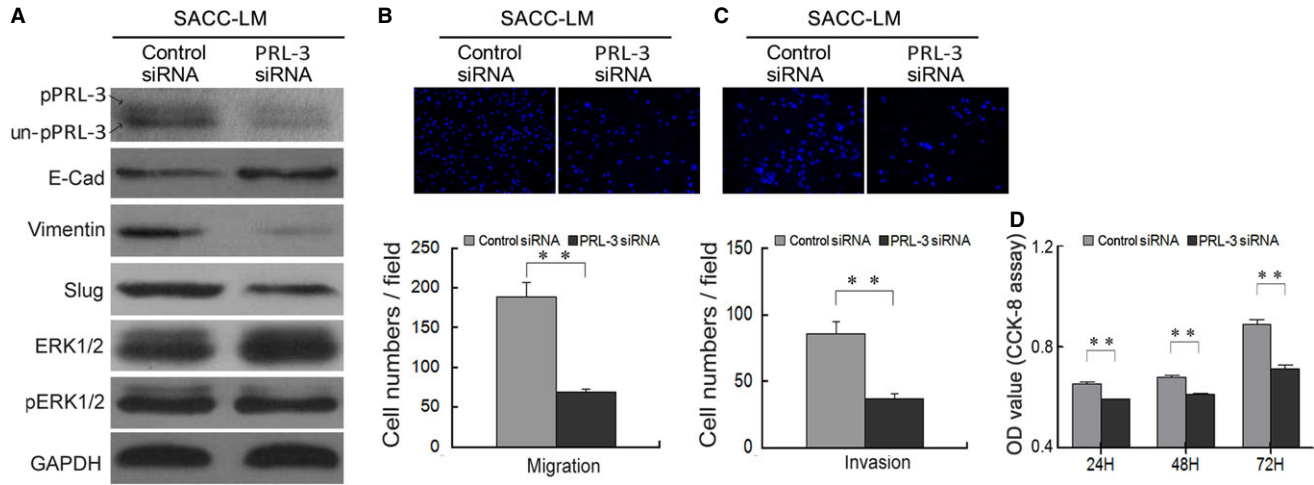 A
SACC-LM
Control siRNA
PRL-3 siRNA
pPRL-3
un-pPRL-3
E-Cad
Vimentin
Slug
ERK1/2
pERK1/2
GAPDH
B
SACC-LM
Control siRNA
PRL-3 siRNA
Control siRNA PRL-3 siRNA
Cell numbers / field
250
200
150
100
50
0
* *
Migration
C
SACC-LM
Control siRNA
PRL-3 siRNA
Control siRNA PRL-3 siRNA
Cell numbers / field
150
100
50
0
* *
Invasion
D
Control siRNA PRL-3 siRNA
OD value (CCK-8 assay)
1.2
0.8
0.4
* *
* *
* *
24H
48H
72H